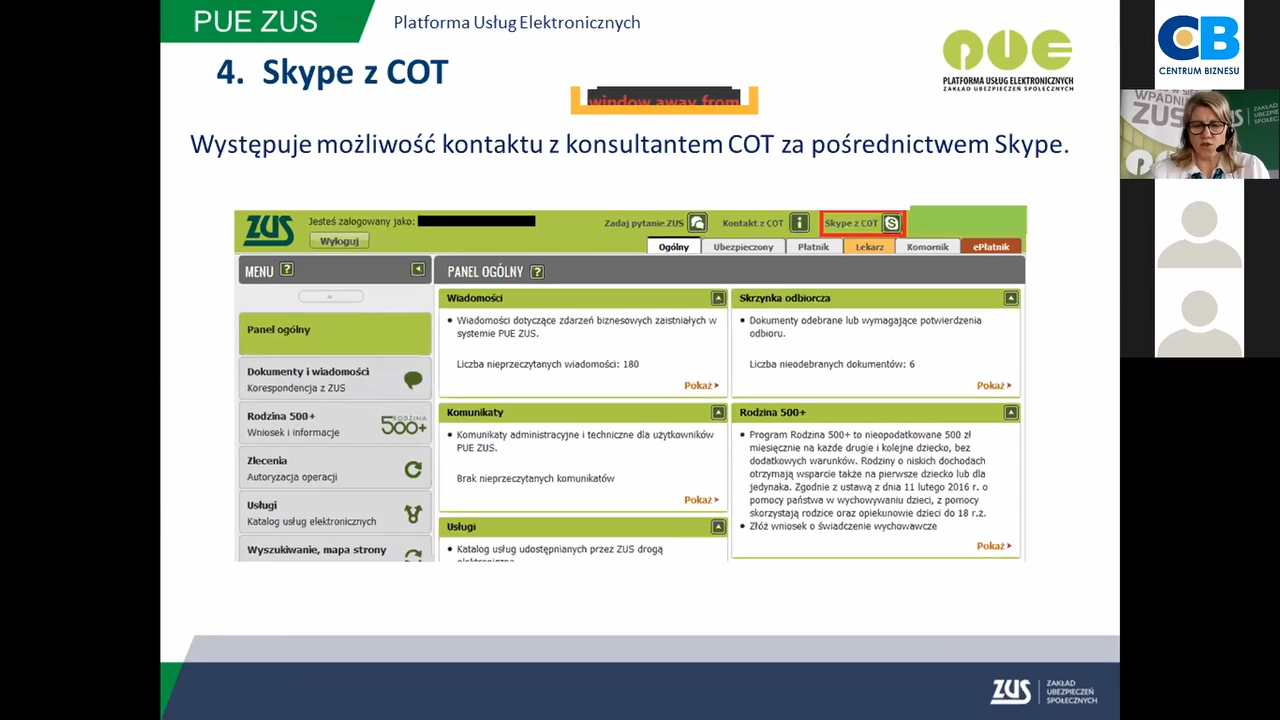 PUE ZUS
Platforma Usług Elektronicznych
4. Skype z COT
PUE
PLATFORMA USŁUG ELEKTRONICZNYCH
ZAKŁAD UBEZPIECZEŃ SPOŁECZNYCH
window away from
Występuje możliwość kontaktu z konsultantem COT za pośrednictwem Skype.
ZUS
Jesteś zalogowany jako:
Wyloguj
Zadaj pytanie ZUS
Kontakt z COT
Skype z COT
Ogólny
Ubezpieczony
Płatnik
Lekarz
Komornik
ePłatnik
MENU ?
PANEL OGÓLNY ?
Panel ogólny
Dokumenty i wiadomości
Korespondencja z ZUS
Rodzina 500+
Wniosek i informacje
RODZINA
500+
Zlecenia
Autoryzacja operacji
Usługi
Katalog usług elektronicznych
Wyszukiwanie, mapa strony
Wiadomości
• Wiadomości dotyczące zdarzeń biznesowych zaistniałych w
systemie PUE ZUS.
Liczba nieprzeczytanych wiadomości: 180
Pokaż
Skrzynka odbiorcza
• Dokumenty odebrane lub wymagające potwierdzenia
odbioru.
Liczba nieodebranych dokumentów: 6
Pokaż
Komunikaty
• Komunikaty administracyjne i techniczne dla użytkowników
PUE ZUS.
Brak nieprzeczytanych komunikatów
Pokaż
Rodzina 500+
• Program Rodzina 500+ to nieopodatkowane 500 zł
miesięcznie na każde drugie i kolejne dziecko, bez
dodatkowych warunków. Rodziny o niskich dochodach
otrzymają wsparcie także na pierwsze dziecko lub dla
jedynaka. Zgodnie z ustawą z dnia 11 lutego 2016 r. o
pomocy państwa w wychowywaniu dzieci, z pomocy
skorzystają rodzice oraz opiekunowie dzieci do 18 r.ż.
• Złóż wniosek o świadczenie wychowawcze
Pokaż
Usługi
• Katalog usług udostępnianych przez ZUS drogą
elektroniczną
ZUS
ZAKŁAD
UBEZPIECZEŃ
SPOŁECZNYCH
CB
CENTRUM BIZNESU
WPADNIJ
ZUS